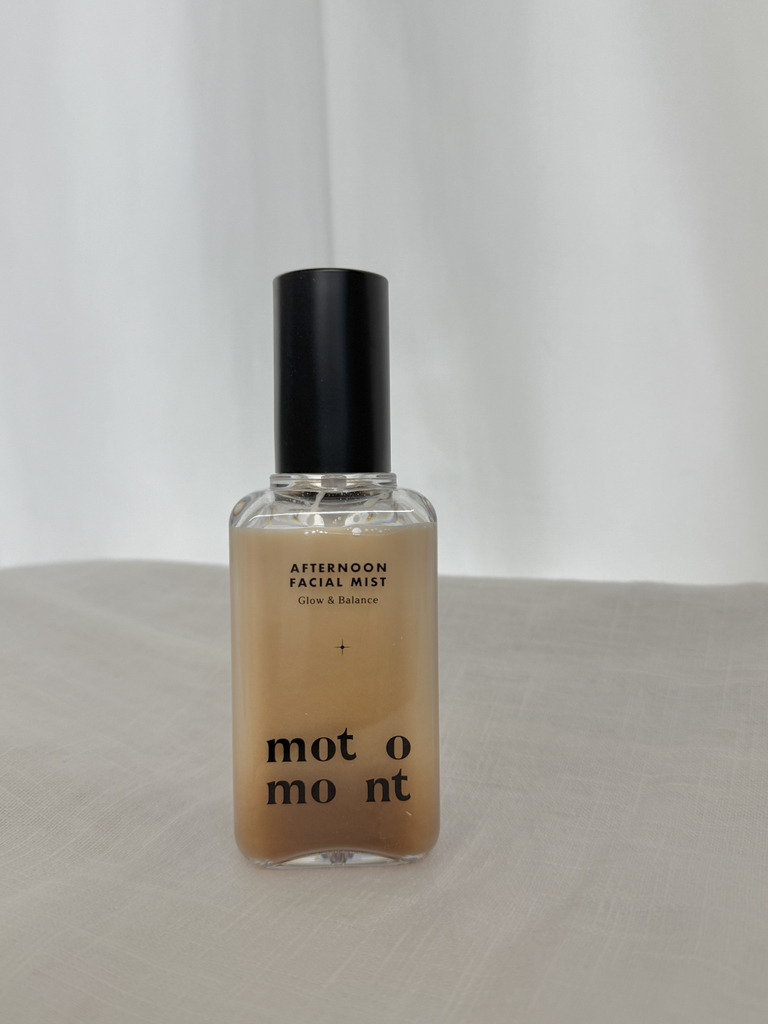 AFTERNOON
FACIAL MIST
Glow & Balance
mot o
mo nt